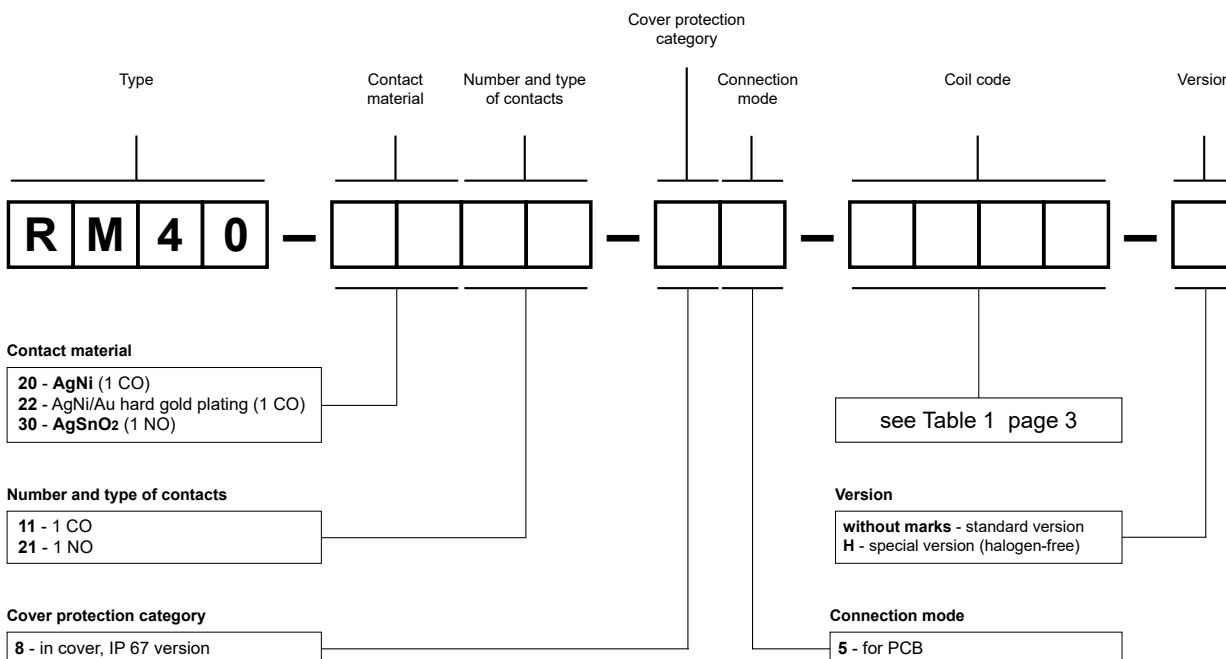 Cover protection
category
Type
Contact
material
Number and type
of contacts
Connection
mode
Coil code
Version
R M 4 0 – – – –
Contact material
20 - AgNi (1 CO)
22 - AgNi/Au hard gold plating (1 CO)
30 - AgSnO2 (1 NO)
see Table 1 page 3
Number and type of contacts
11 - 1 CO
21 - 1 NO
Version
without marks - standard version
H - special version (halogen-free)
Cover protection category
8 - in cover, IP 67 version
Connection mode
5 - for PCB